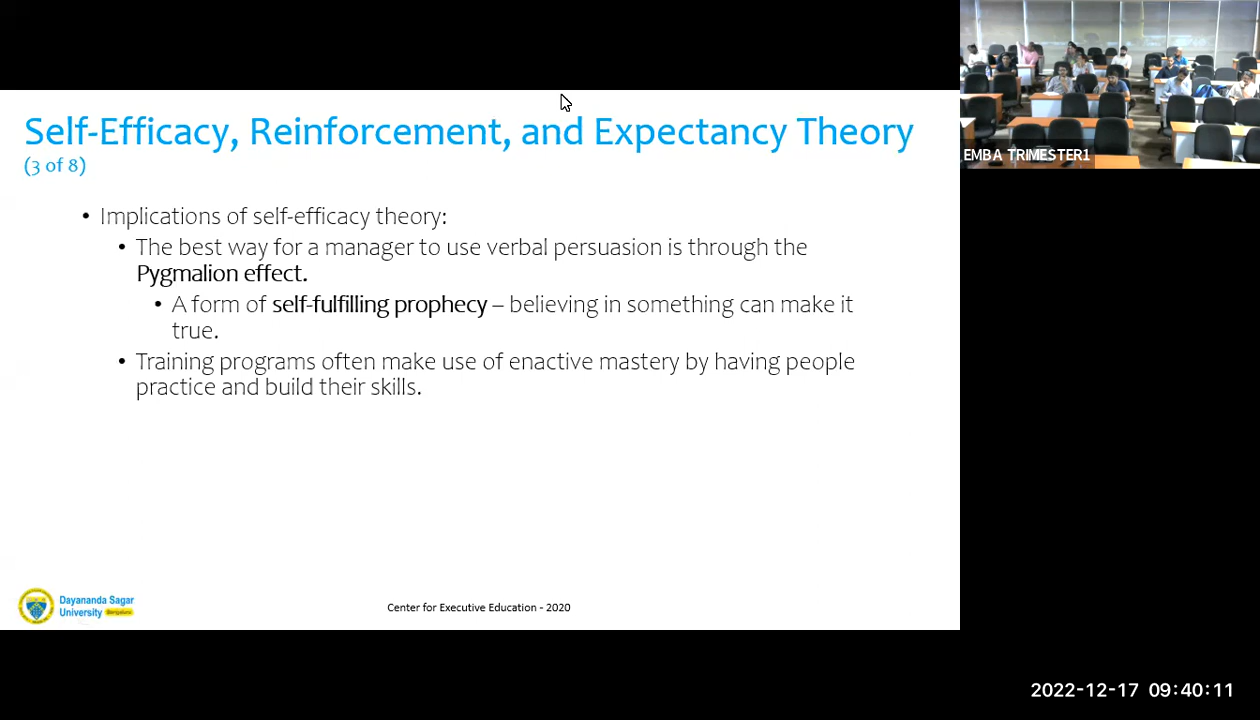 Self-Efficacy, Reinforcement, and Expectancy Theory
(3 of 8)
EMBA TRIMESTER1
• Implications of self-efficacy theory:
• The best way for a manager to use verbal persuasion is through the
Pygmalion effect.
• A form of self-fulfilling prophecy – believing in something can make it
true.
• Training programs often make use of enactive mastery by having people
practice and build their skills.
Dayananda Sagar
University Bengaluru
Center for Executive Education - 2020
2022-12-17 09:40:11